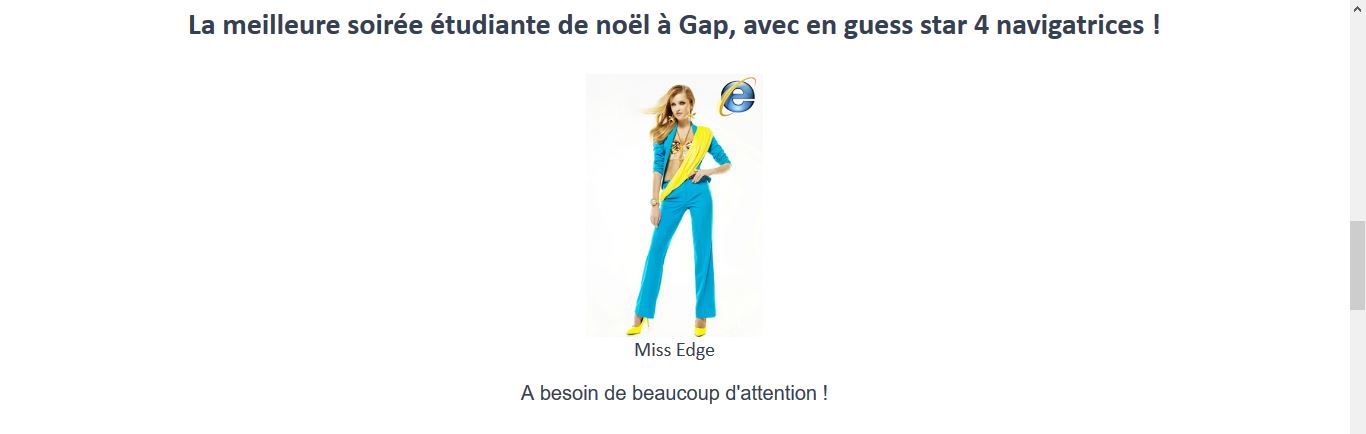 La meilleure soirée étudiante de noël à Gap, avec en guess star 4 navigatrices !
Miss Edge
A besoin de beaucoup d'attention !